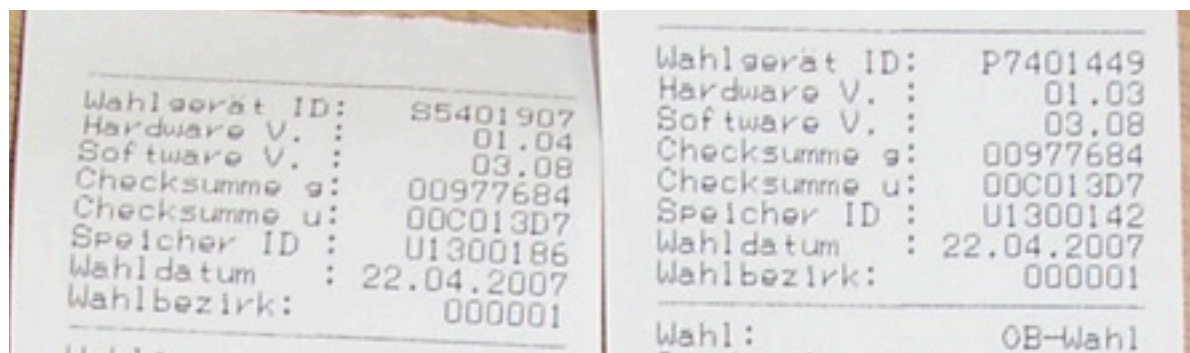 Wahlgerät ID: S5401907
Hardware V. : 01.04
Software V. : 03.08
Checksumme g: 00977684
Checksumme u: 00C013D7
Speicher ID : U1300186
Wahldatum : 22.04.2007
Wahlbezirk: 000001
Wahlgerät ID: P7401449
Hardware V. : 01.03
Software V. : 03.08
Checksumme g: 00977684
Checksumme u: 00C013D7
Speicher ID : U1300142
Wahldatum : 22.04.2007
Wahlbezirk: 000001
Wahl: OB-Wahl